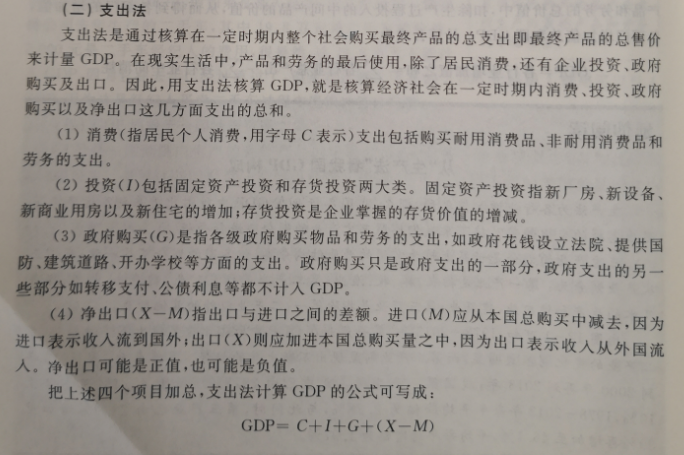 (二) 支出法
支出法是通过核算在一定时期内整个社会购买最终产品的总支出即最终产品的总售价
来计量 GDP。在现实生活中,产品和劳务的最后使用,除了居民消费,还有企业投资、政府
购买及出口。因此,用支出法核算 GDP,就是核算经济社会在一定时期内消费、投资、政府
购买以及净出口这几方面支出的总和。
(1) 消费(指居民个人消费,用字母 C 表示)支出包括购买耐用消费品、非耐用消费品和
劳务的支出。
(2) 投资(I)包括固定资产投资和存货投资两大类。固定资产投资指新厂房、新设备、
新商业用房以及新住宅的增加;存货投资是企业掌握的存货价值的增减。
(3) 政府购买(G)是指各级政府购买物品和劳务的支出,如政府花钱设立法院、提供国
防、建筑道路、开办学校等方面的支出。政府购买只是政府支出的一部分,政府支出的另一
些部分如转移支付、公债利息等都不计入 GDP。
(4) 净出口(X-M)指出口与进口之间的差额。进口(M)应从本国总购买中减去,因为
进口表示收入流到国外;出口(X)则应加进本国总购买量之中,因为出口表示收入从外国流
入。净出口可能是正值,也可能是负值。
把上述四个项目加总,支出法计算 GDP 的公式可写成:
GDP= C+I+G+(X-M)